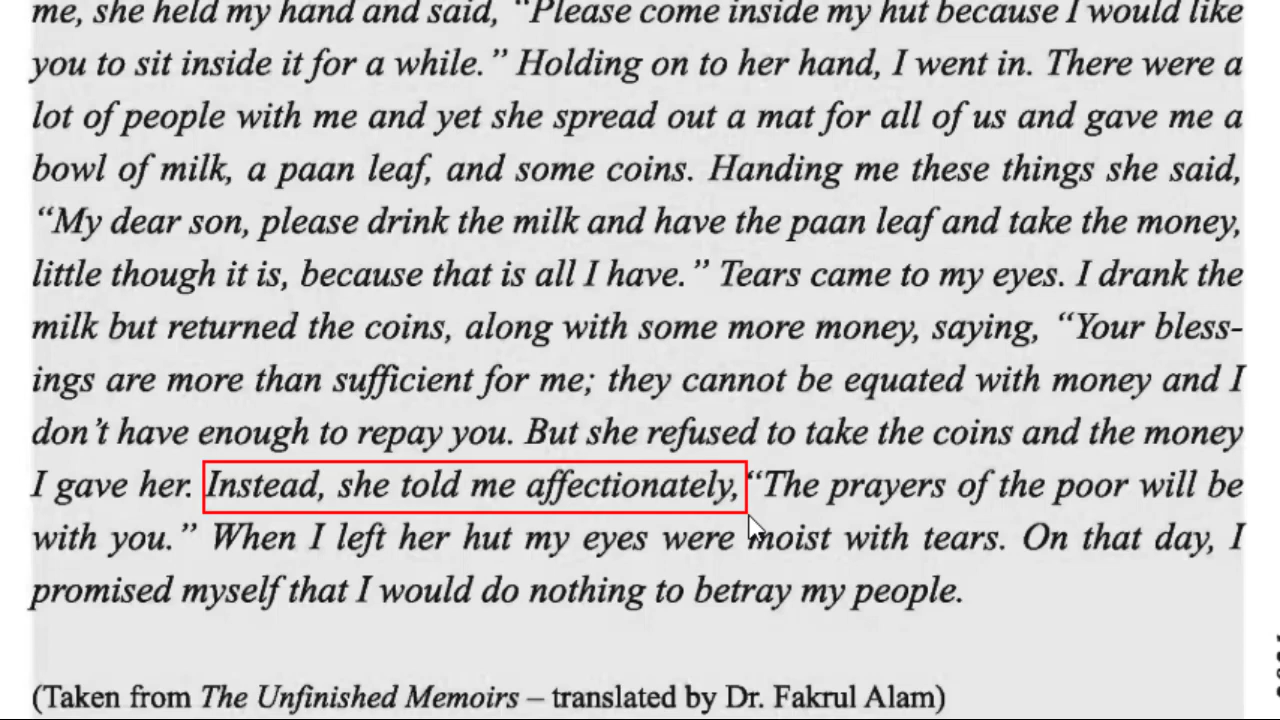 me, she held my hand and said, “Please come inside my hut because I would like
you to sit inside it for a while.” Holding on to her hand, I went in. There were a
lot of people with me and yet she spread out a mat for all of us and gave me a
bowl of milk, a paan leaf, and some coins. Handing me these things she said,
“My dear son, please drink the milk and have the paan leaf and take the money,
little though it is, because that is all I have.” Tears came to my eyes. I drank the
milk but returned the coins, along with some more money, saying, “Your bless-
ings are more than sufficient for me; they cannot be equated with money and I
don’t have enough to repay you. But she refused to take the coins and the money
I gave her. Instead, she told me affectionately, “The prayers of the poor will be
with you.” When I left her hut my eyes were moist with tears. On that day, I
promised myself that I would do nothing to betray my people.
(Taken from The Unfinished Memoirs – translated by Dr. Fakrul Alam)